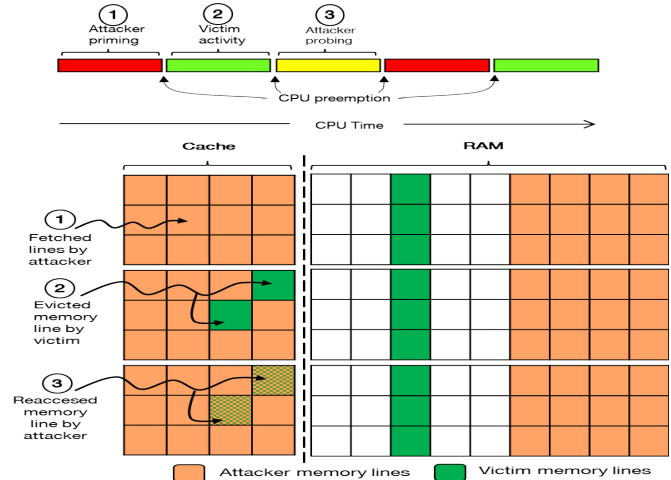 1 2 3
Attacker priming
Victim activity
Attacker probing
CPU preemption
CPU Time
Cache
RAM
1
Fetched
lines by
attacker
2
Evicted
memory
line by
victim
3
Reaccesed
memory
line by
attacker
Attacker memory lines
Victim memory lines